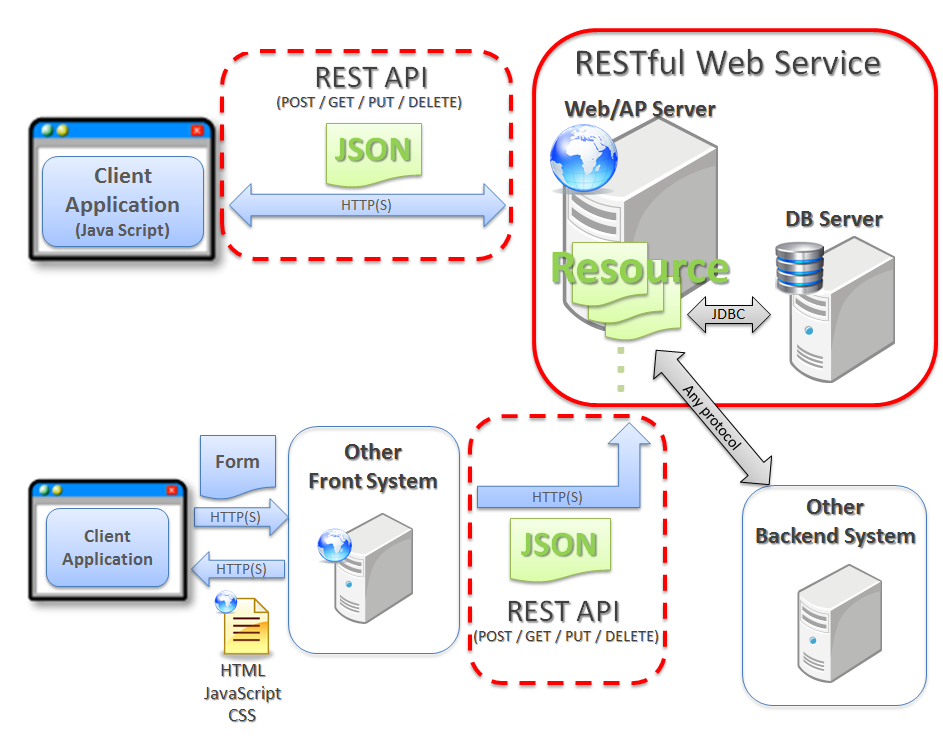 REST API
(POST / GET / PUT / DELETE)
JSON
HTTP(S)
Client
Application
(Java Script)
RESTful Web Service
Web/AP Server
DB Server
Resource
JDBC
Any protocol
Form
HTTP(S)
HTTP(S)
Client
Application
HTML
JavaScript
CSS
Other
Front System
HTTP(S)
JSON
REST API
(POST / GET / PUT / DELETE)
Other
Backend System